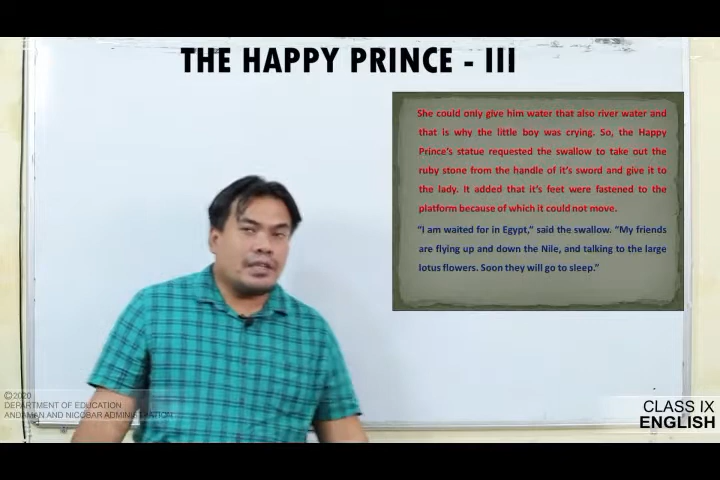 THE HAPPY PRINCE - III
She could only give him water that also river water and
that is why the little boy was crying. So, the Happy
Prince's statue requested the swallow to take out the
ruby stone from the handle of it's sword and give it to
the lady. It added that it's feet were fastened to the
platform because of which it could not move.
"I am waited for in Egypt," said the swallow. "My friends
are flying up and down the Nile, and talking to the large
lotus flowers. Soon they will go to sleep."
©2020
DEPARTMENT OF EDUCATION
ANDAMAN AND NICOBAR ADMINISTRATION
CLASS IX
ENGLISH